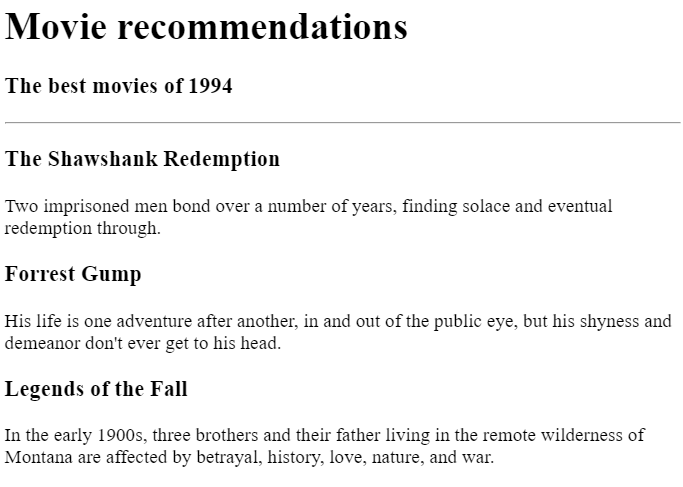 Movie recommendations
The best movies of 1994
The Shawshank Redemption
Two imprisoned men bond over a number of years, finding solace and eventual
redemption through.
Forrest Gump
His life is one adventure after another, in and out of the public eye, but his shyness and
demeanor don't ever get to his head.
Legends of the Fall
In the early 1900s, three brothers and their father living in the remote wilderness of
Montana are affected by betrayal, history, love, nature, and war.